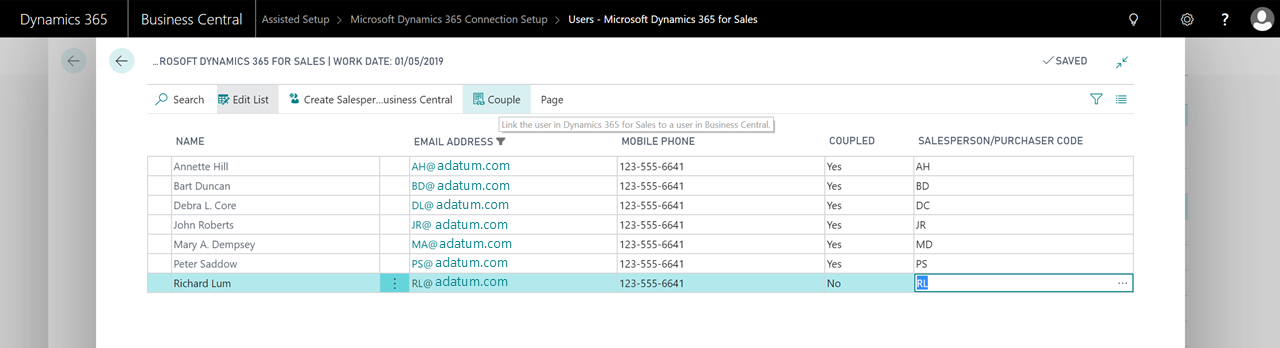 Dynamics 365 Business Central Assisted Setup > Microsoft Dynamics 365 Connection Setup > Users - Microsoft Dynamics 365 for Sales ?
...ROSOFT DYNAMICS 365 FOR SALES | WORK DATE: 01/05/2019 ✓SAVED
Search Edit List Create Salesper...usiness Central Couple Page
Link the user in Dynamics 365 for Sales to a user in Business Central.
NAME EMAIL ADDRESS MOBILE PHONE COUPLED SALESPERSON/PURCHASER CODE
Annette Hill AH@ adatum.com 123-555-6641 Yes AH
Bart Duncan BD@ adatum.com 123-555-6641 Yes BD
Debra L. Core DL@ adatum.com 123-555-6641 Yes DC
John Roberts JR@ adatum.com 123-555-6641 Yes JR
Mary A. Dempsey MA@ adatum.com 123-555-6641 Yes MD
Peter Saddow PS@ adatum.com 123-555-6641 Yes PS
Richard Lum RL@ adatum.com 123-555-6641 No RL ...